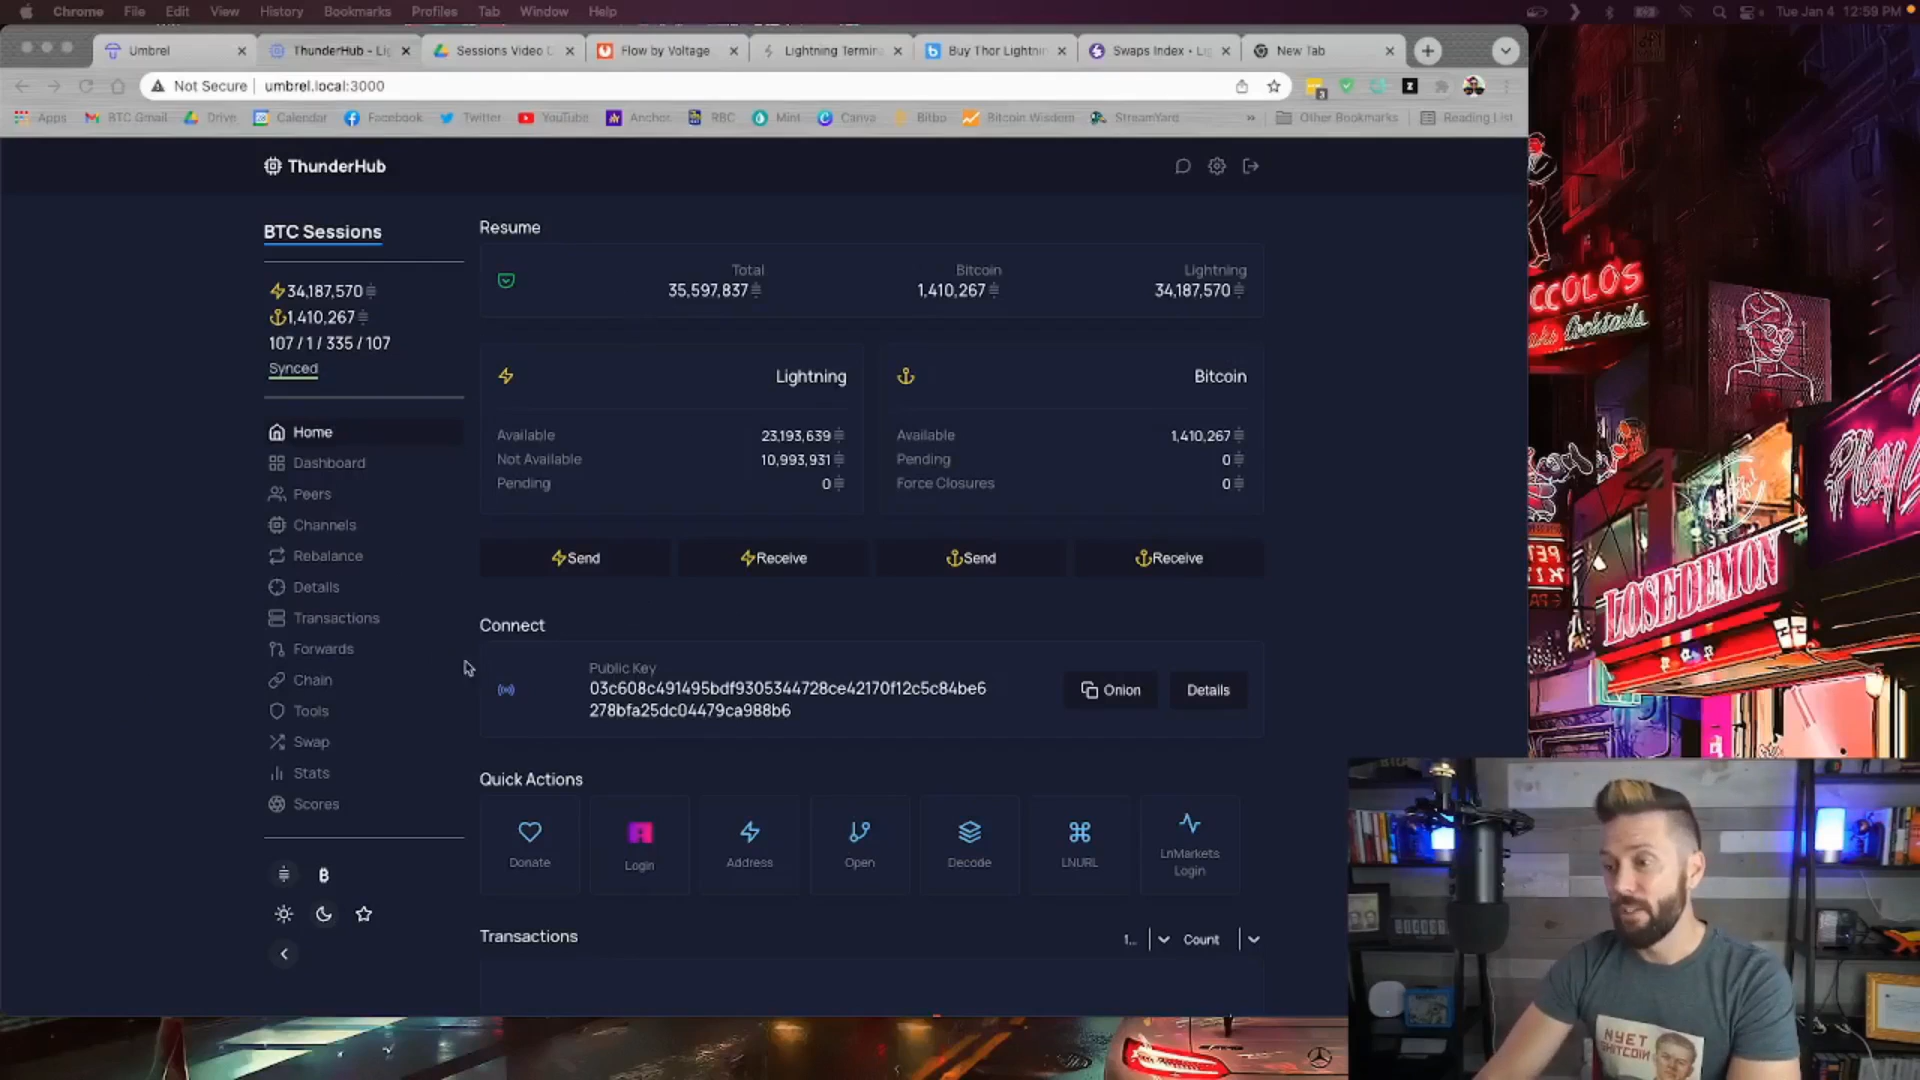 Chrome File Edit View History Bookmarks Profiles Tab Window Help Tue Jan 4 12:59 PM
Umbrel ThunderHub - Li Sessions Video Flow by Voltage Lightning Termin Buy Thor Lightnin Swaps Index • Li New Tab
Not Secure umbrel.local:3000 3
Apps BTC Gmail Drive 28 Calendar Facebook Twitter YouTube Anchor RBC Mint Canva Bitbo Bitcoin Wisdom StreamYard » Other Bookmarks Reading List
ThunderHub
BTC Sessions
34,187,570
1,410,267
107 / 1 / 335 / 107
Synced
Home
Dashboard
Peers
Channels
Rebalance
Details
Transactions
Forwards
Chain
Tools
Swap
Stats
Scores
Resume
Total Bitcoin Lightning
35,597,837 1,410,267 34,187,570
Lightning
Available 23,193,639
Not Available 10,993,931
Pending 0
Bitcoin
Available 1,410,267
Pending 0
Force Closures 0
Send Receive Send Receive
Connect
Public Key
03c608c491495bdf9305344728ce42170f12c5c84be6
278bfa25dc04479ca988b6
Onion Details
Quick Actions
Donate Login Address Open Decode LNURL LnMarkets
Login
Transactions 1... Count
CCOLOS
Cocktails
LOSEDEMON
NYET